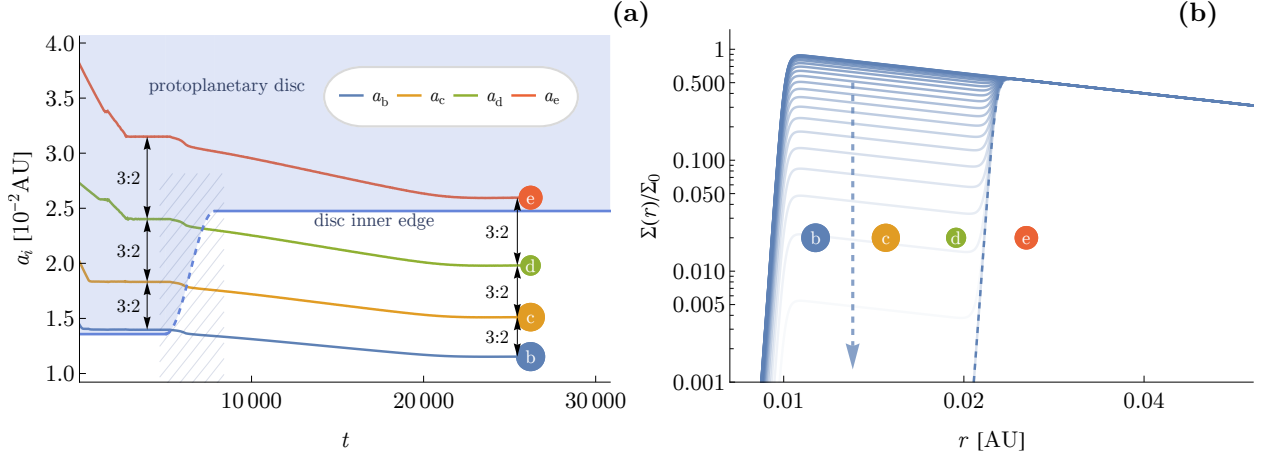 (a)
4.0
3.5
3.0
2.5
2.0
1.5
1.0
a_i [10^-2 AU]
protoplanetary disc
a_b a_c a_d a_e
3:2
3:2
3:2
disc inner edge
3:2
3:2
3:2
e
d
c
b
10 000 20 000 30 000
t
(b)
1
0.500
0.100
0.050
0.010
0.005
0.001
Σ(r)/Σ_0
b c d e
0.01 0.02 0.04
r [AU]